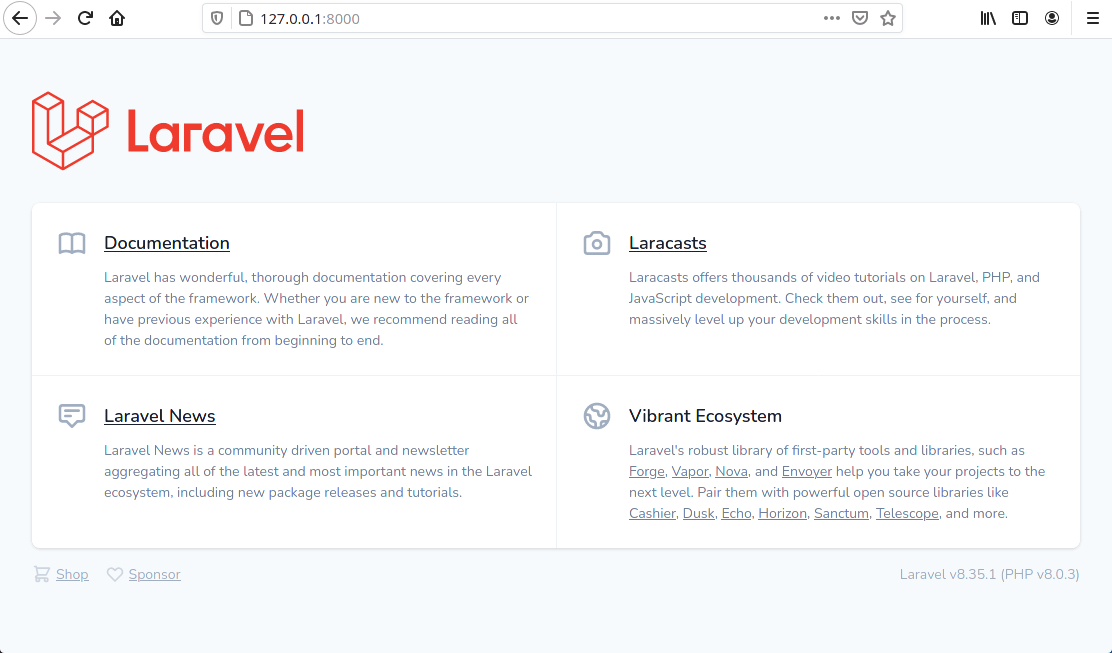 127.0.0.1:8000
Laravel
Documentation
Laravel has wonderful, thorough documentation covering every
aspect of the framework. Whether you are new to the framework or
have previous experience with Laravel, we recommend reading all
of the documentation from beginning to end.
Laracasts
Laracasts offers thousands of video tutorials on Laravel, PHP, and
JavaScript development. Check them out, see for yourself, and
massively level up your development skills in the process.
Laravel News
Laravel News is a community driven portal and newsletter
aggregating all of the latest and most important news in the Laravel
ecosystem, including new package releases and tutorials.
Vibrant Ecosystem
Laravel's robust library of first-party tools and libraries, such as
Forge, Vapor, Nova, and Envoyer help you take your projects to the
next level. Pair them with powerful open source libraries like
Cashier, Dusk, Echo, Horizon, Sanctum, Telescope, and more.
Shop Sponsor
Laravel v8.35.1 (PHP v8.0.3)